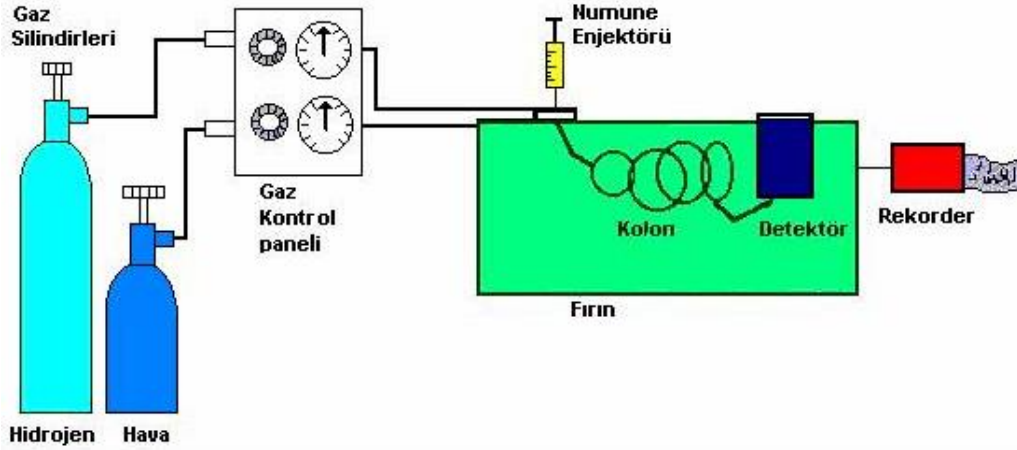 Gaz
Silindirleri
Numune
Enjektörü
Gaz
Kontrol
paneli
Kolon
Detektör
Rekorder
Fırın
Hidrojen
Hava